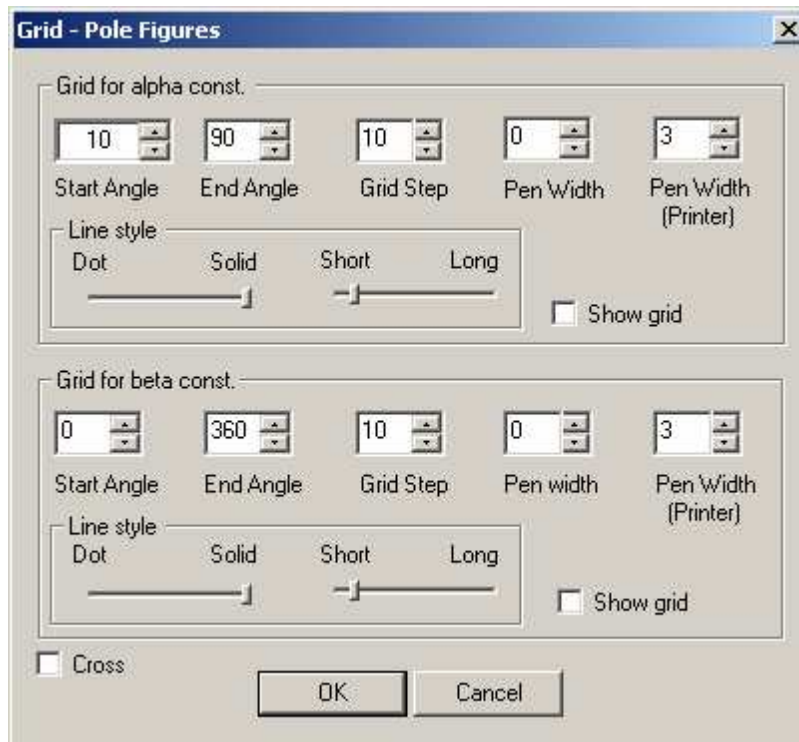 Grid - Pole Figures
Grid for alpha const.
10 90 10 0 3
Start Angle End Angle Grid Step Pen Width Pen Width
(Printer)
Line style
Dot Solid Short Long
Show grid
Grid for beta const.
0 360 10 0 3
Start Angle End Angle Grid Step Pen width Pen Width
(Printer)
Line style
Dot Solid Short Long
Show grid
Cross
OK Cancel